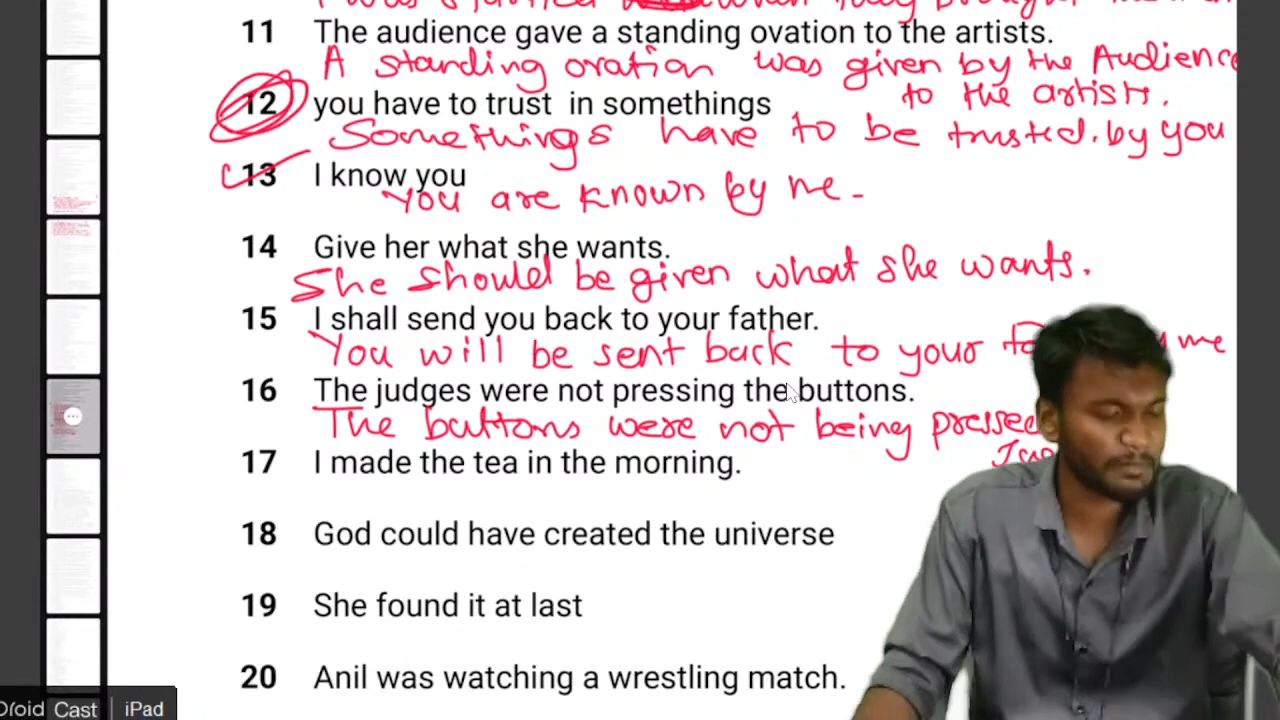 11 The audience gave a standing ovation to the artists.
A standing ovation was given by the Audience
to the artists.
12 you have to trust in somethings
Somethings have to be trusted. by you
13 I know you
You are known by me.
14 Give her what she wants.
She should be given what she wants.
15 I shall send you back to your father.
You will be sent back to your me
16 The judges were not pressing the buttons.
The buttons were not being pressed
17 I made the tea in the morning.
18 God could have created the universe
19 She found it at last
20 Anil was watching a wrestling match.
Cast iPad